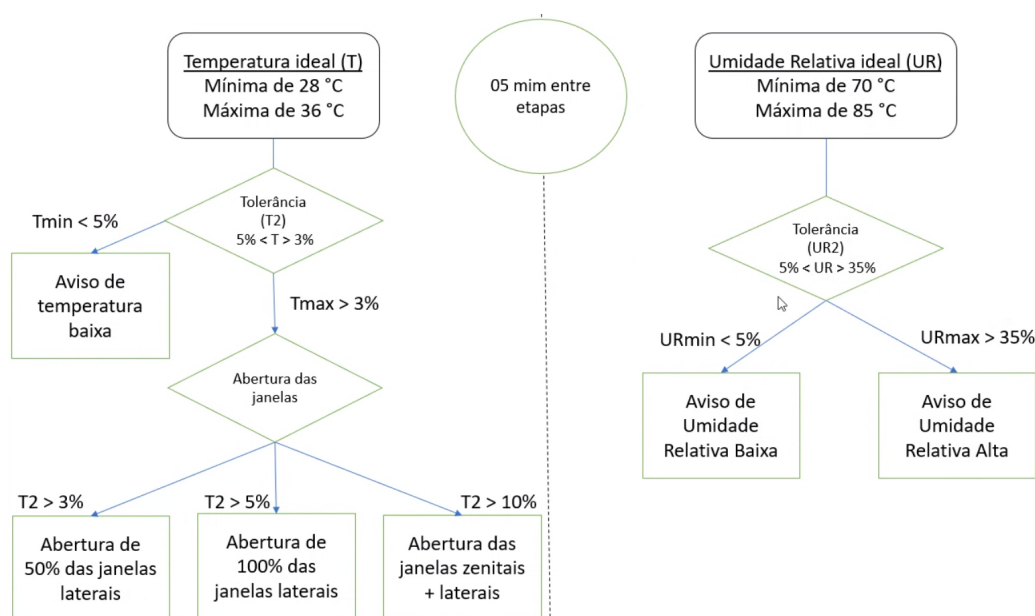 Temperatura ideal (T)
Mínima de 28 °C
Máxima de 36 °C
Tolerância
(T2)
5% < T > 3%
Tmin < 5%
Aviso de
temperatura
baixa
Tmax > 3%
Abertura das
janelas
T2 > 3%
Abertura de
50% das janelas
laterais
T2 > 5%
Abertura de
100% das
janelas laterais
T2 > 10%
Abertura das
janelas zenitais
+ laterais
05 mim entre
etapas
Umidade Relativa ideal (UR)
Mínima de 70 °C
Máxima de 85 °C
Tolerância
(UR2)
5% < UR > 35%
URmin < 5%
Aviso de
Umidade
Relativa Baixa
URmax > 35%
Aviso de
Umidade
Relativa Alta